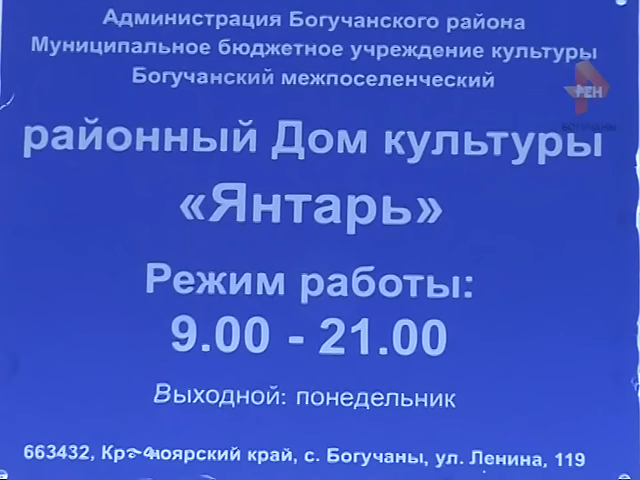 Администрация Богучанского района
Муниципальное бюджетное учреждение культуры
Богучанский межпоселенческий
РЕН
БОГУЧАНЫ
районный Дом культуры
«Янтарь»
Режим работы:
9.00 - 21.00
Выходной: понедельник
663432, край, с. Богучаны, ул. Ленина, 119